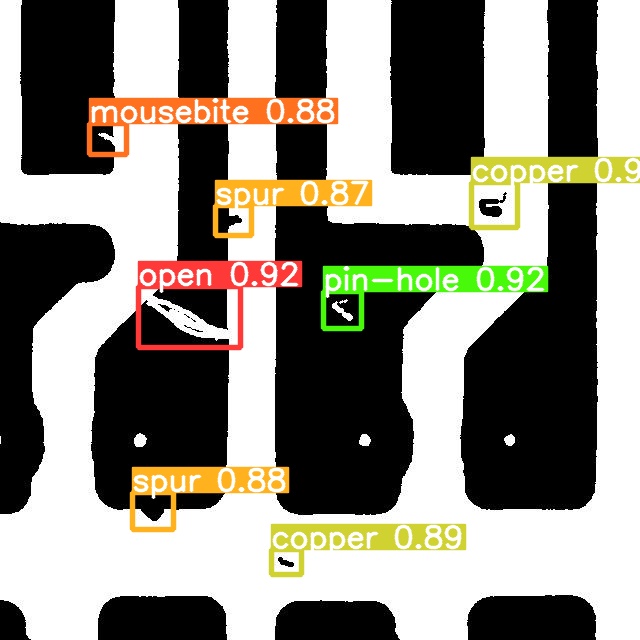 mousebite 0.88
copper 0.9
spur 0.87
open 0.92
pin-hole 0.92
spur 0.88
copper 0.89